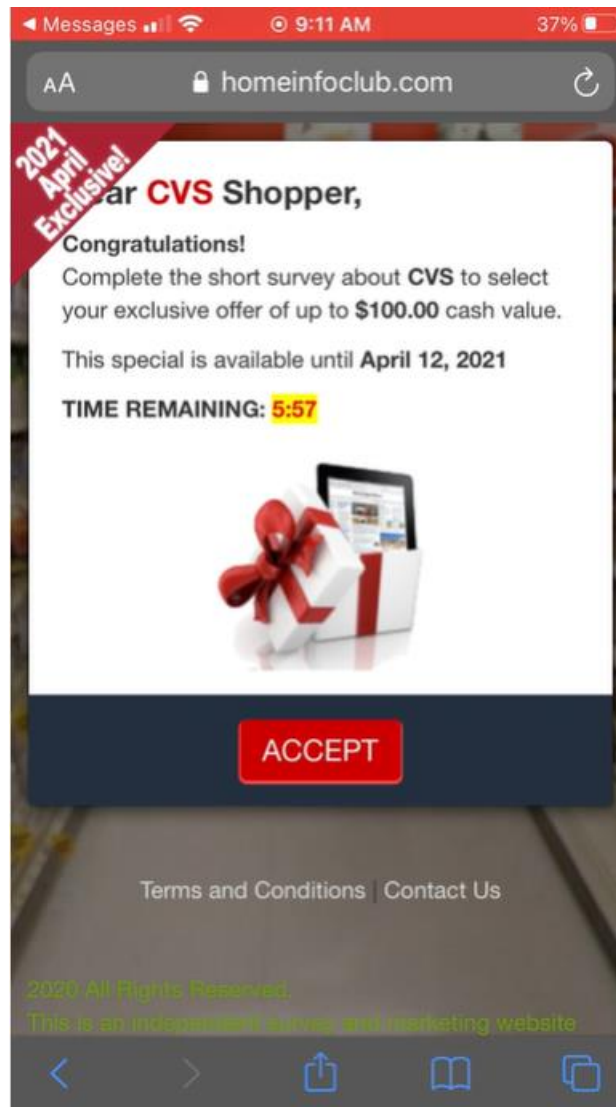 Messages 9:11 AM 37%
AA homeinfoclub.com
2021
April
Exclusive!
ar CVS Shopper,
Congratulations!
Complete the short survey about CVS to select
your exclusive offer of up to $100.00 cash value.
This special is available until April 12, 2021
TIME REMAINING: 5:57
ACCEPT
Terms and Conditions | Contact Us
2020 All Rights Reserved.
This is an independent survey and marketing website